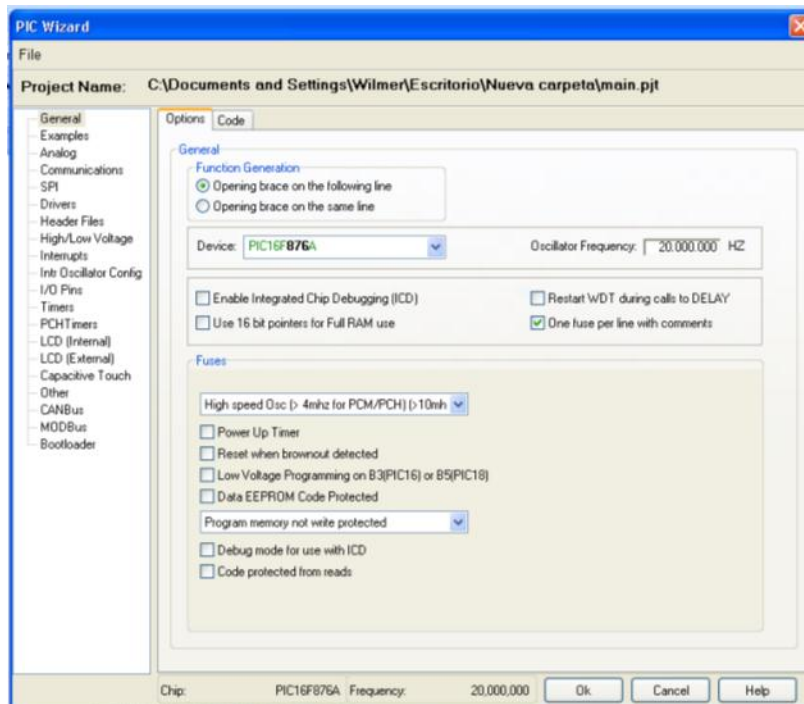 PIC Wizard
File
Project Name: C:\Documents and Settings\Wilmer\Escritorio\Nueva carpeta\main.pjt
General
Examples
Analog
Communications
SPI
Drivers
Header Files
High/Low Voltage
Interrupts
Intr Oscillator Config
I/O Pins
Timers
PCHTimers
LCD (Internal)
LCD (External)
Capacitive Touch
Other
CANBus
MODBus
Bootloader
Options Code
General
Function Generation
Opening brace on the following line
Opening brace on the same line
Device: PIC16F876A Oscillator Frequency: 20.000.000 HZ
Enable Integrated Chip Debugging (ICD) Restart WDT during calls to DELAY
Use 16 bit pointers for Full RAM use One fuse per line with comments
Fuses
High speed Osc (> 4mhz for PCM/PCH) (>10mh
Power Up Timer
Reset when brownout detected
Low Voltage Programming on B3(PIC16) or B5(PIC18)
Data EEPROM Code Protected
Program memory not write protected
Debug mode for use with ICD
Code protected from reads
Chip: PIC16F876A Frequency: 20,000,000 Ok Cancel Help